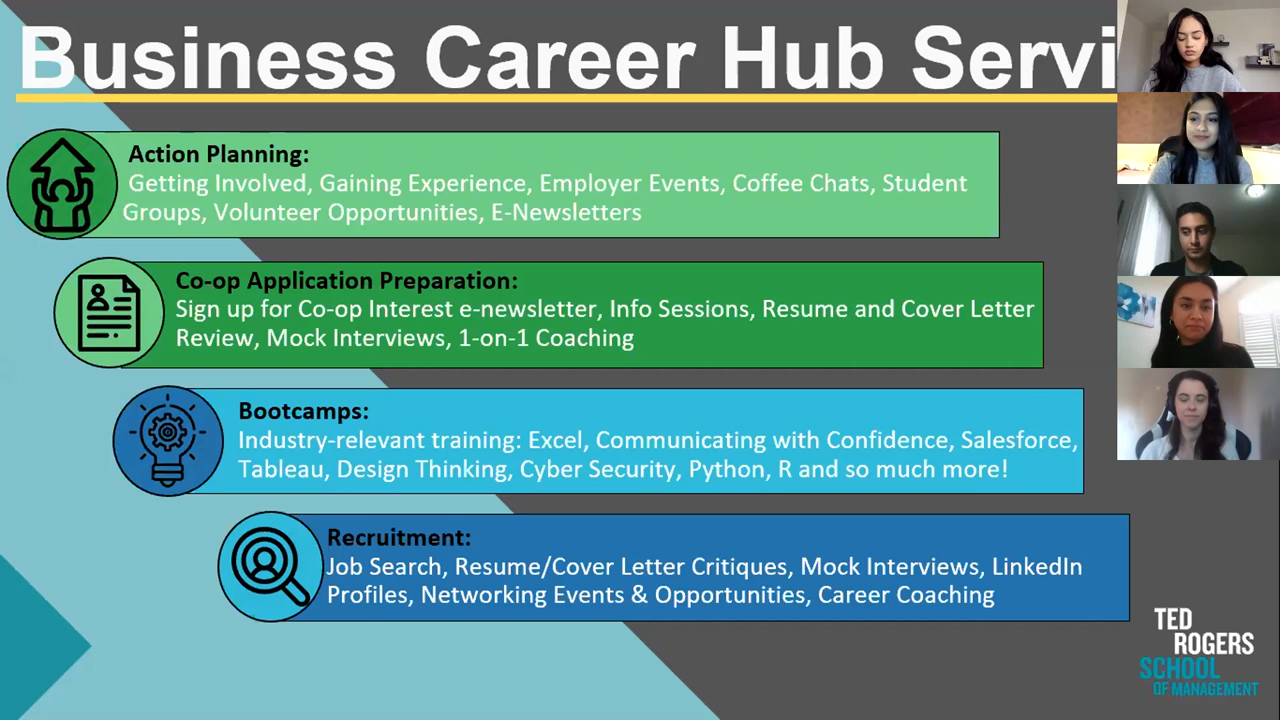 Business Career Hub Servi
Action Planning:
Getting Involved, Gaining Experience, Employer Events, Coffee Chats, Student
Groups, Volunteer Opportunities, E-Newsletters
Co-op Application Preparation:
Sign up for Co-op Interest e-newsletter, Info Sessions, Resume and Cover Letter
Review, Mock Interviews, 1-on-1 Coaching
Bootcamps:
Industry-relevant training: Excel, Communicating with Confidence, Salesforce,
Tableau, Design Thinking, Cyber Security, Python, R and so much more!
Recruitment:
Job Search, Resume/Cover Letter Critiques, Mock Interviews, LinkedIn
Profiles, Networking Events & Opportunities, Career Coaching
TED
ROGERS
SCHOOL
OF MANAGEMENT